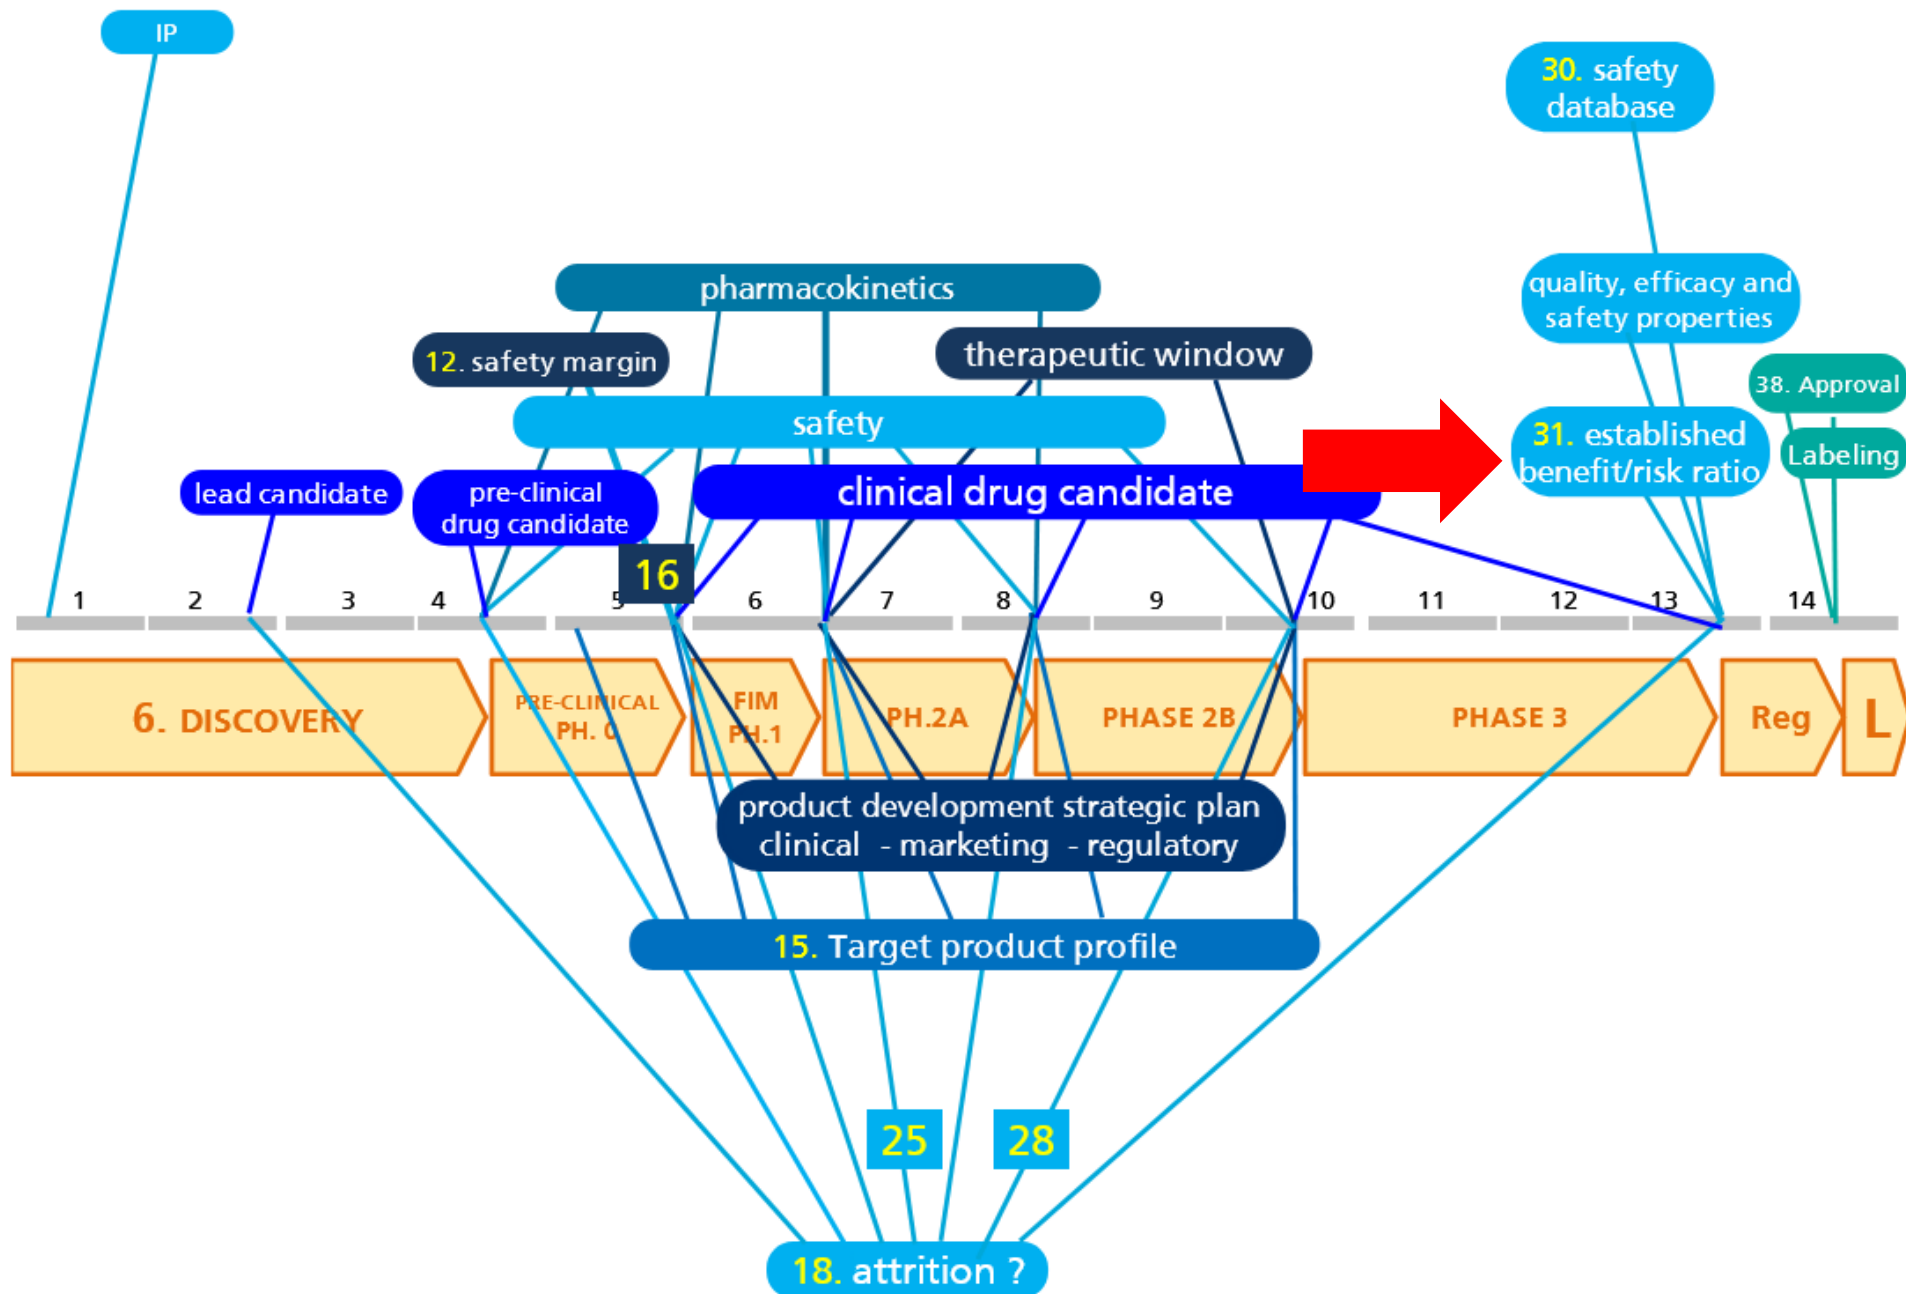 IP
30. safety
database
pharmacokinetics
quality, efficacy and
safety properties
12. safety margin
therapeutic window
38. Approval
safety
31. established
benefit/risk ratio
Labeling
lead candidate
pre-clinical
drug candidate
clinical drug candidate
16
1 2 3 4 5 6 7 8 9 10 11 12 13 14
6. DISCOVERY
PRE-CLINICAL
PH. 0
FIM
PH.1
PH.2A
PHASE 2B
PHASE 3
Reg
L
product development strategic plan
clinical - marketing - regulatory
15. Target product profile
25
28
18. attrition ?